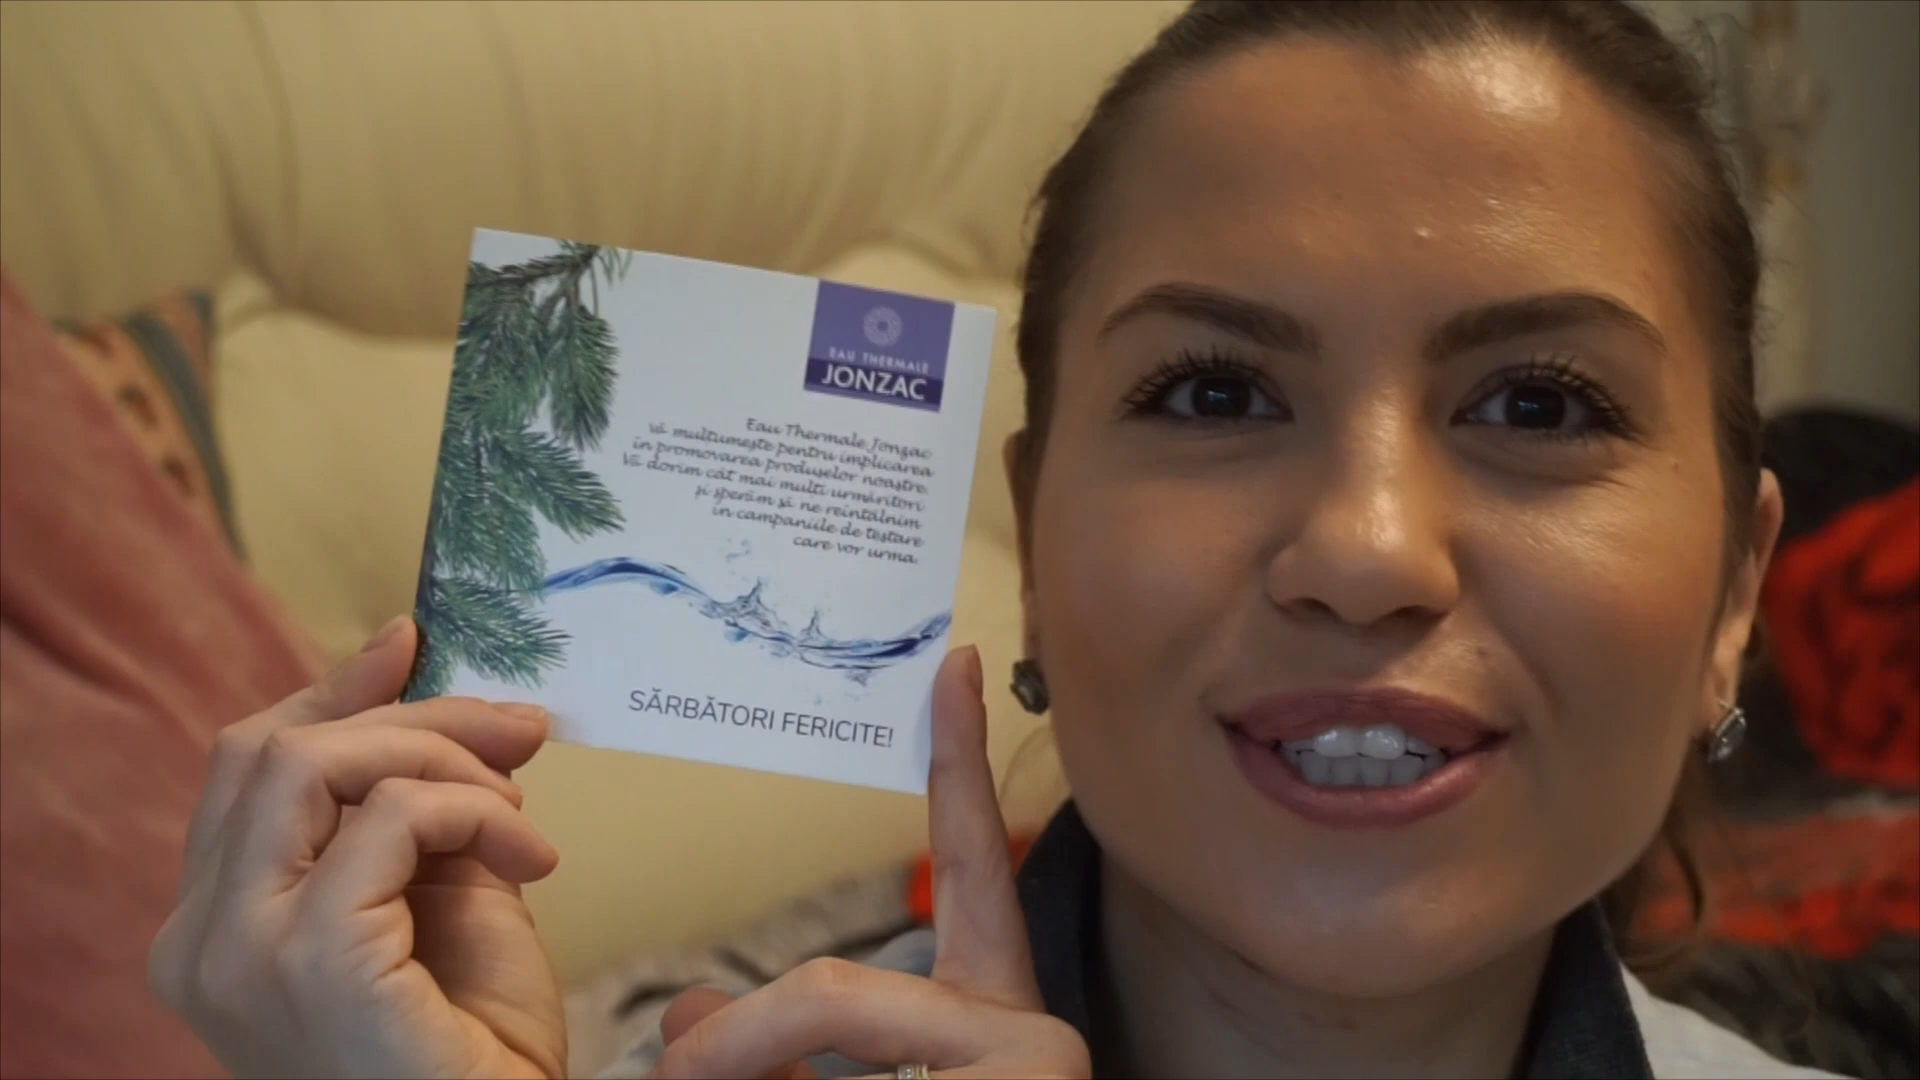 EAU THERMALE
JONZAC
Eau Thermale Jonzac
vă mulțumește pentru implicarea
în promovarea produselor noastre.
Vă dorim cât mai mulți urmăritori
și sperăm să ne reîntâlnim
în campaniile de testare
care vor urma.
SĂRBĂTORI FERICITE!